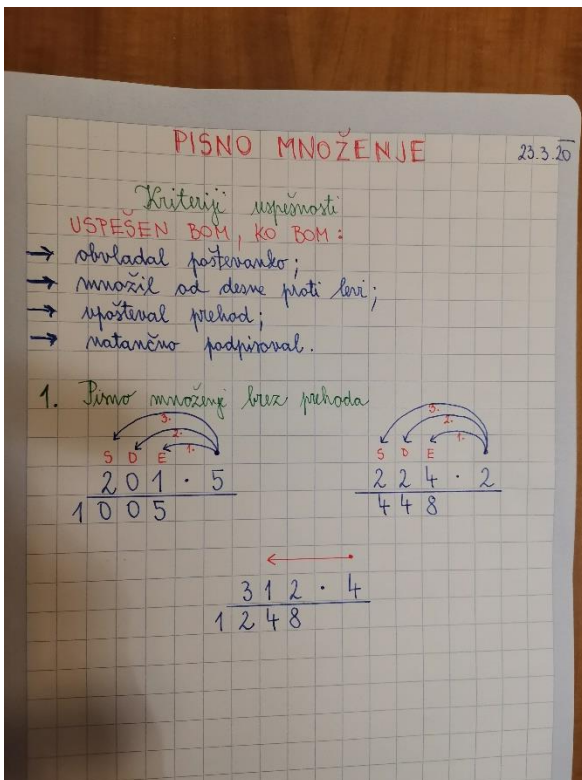 PISNO MNOŽENJE 23.3.20
Kriteriji uspešnosti
USPEŠEN BOM, KO BOM:
→ obvladal poštevanko;
→ množil od desne proti levi;
→ upošteval prehod;
→ natančno podpisoval.
1. Pisno množenje brez prehoda
3. 3.
2. 2.
1. 1.
S D E S D E
201 · 5 224 · 2
1005 448
312 · 4
1248